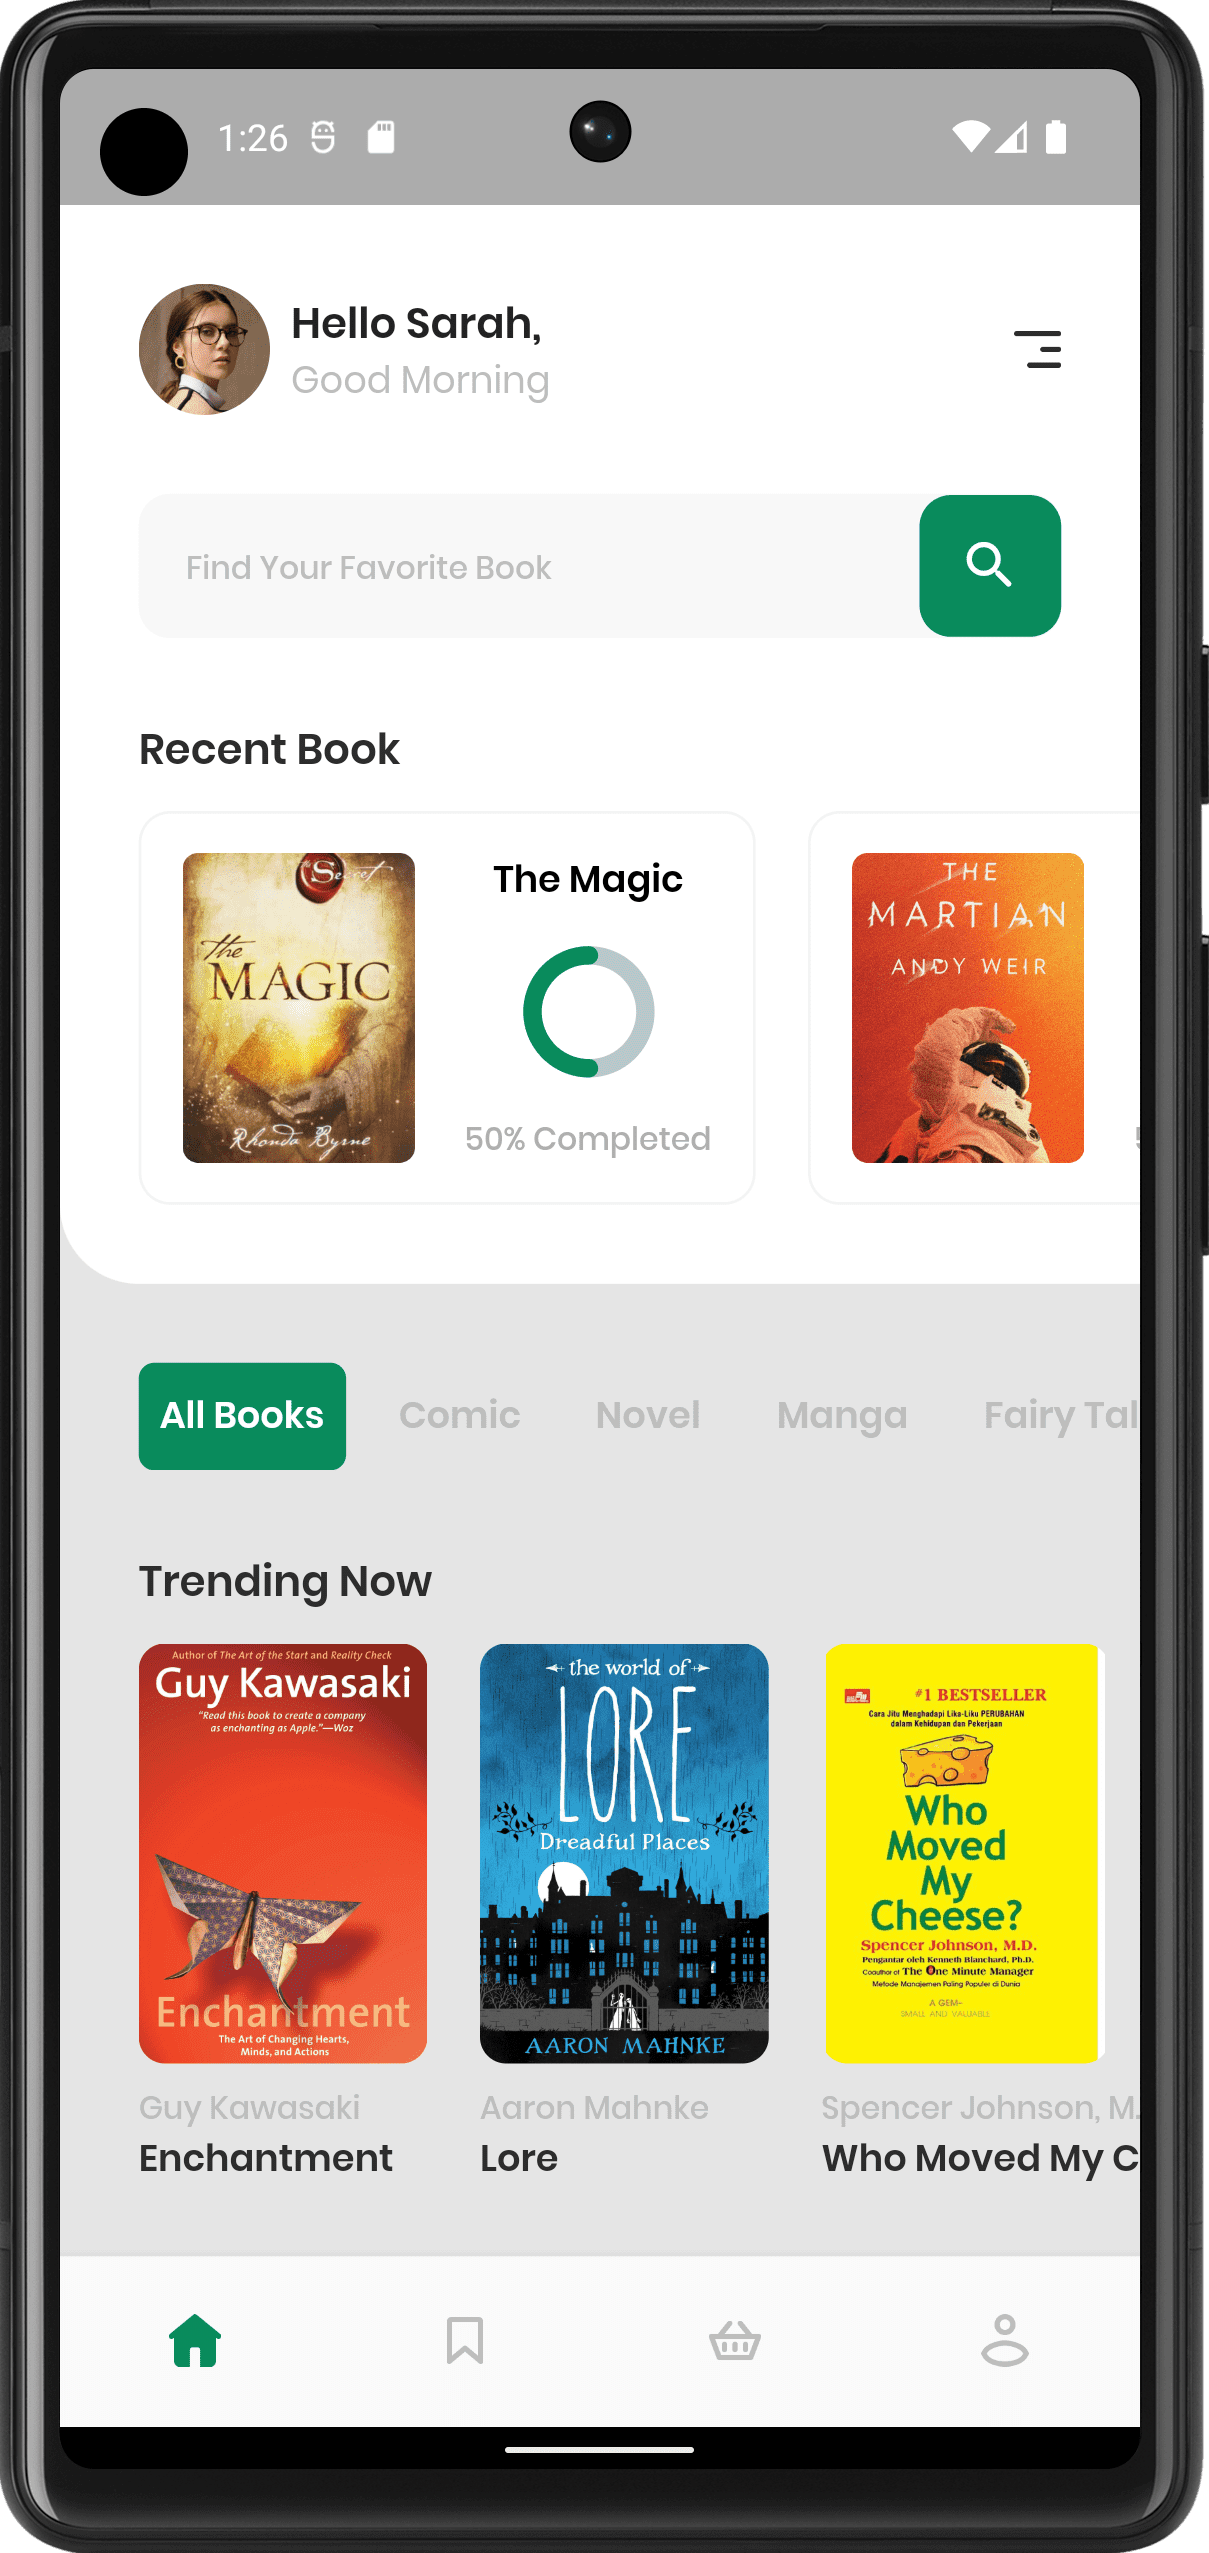 1:26
Hello Sarah,
Good Morning
Find Your Favorite Book
Recent Book
The Secret
the
MAGIC
Rhonda Byrne
The Magic
50% Completed
THE
MARTIAN
ANDY WEIR
5
All Books
Comic
Novel
Manga
Fairy Tal
Trending Now
Author of The Art of the Start and Reality Check
Guy Kawasaki
“Read this book to create a company
as enchanting as Apple.”—Woz
Enchantment
The Art of Changing Hearts,
Minds, and Actions
the world of
LORE
Dreadful Places
AARON MAHNKE
#1 BESTSELLER
Cara Jitu Menghadapi Lika-Liku PERUBAHAN
dalam Kehidupan dan Pekerjaan
Who
Moved
My
Cheese?
Spencer Johnson, M.D.
Pengantar oleh Kenneth Blanchard, Ph.D.
Coauthor of The One Minute Manager
Metode Manajemen Paling Populer di Dunia
A GEM–
SMALL AND VALUABLE
Guy Kawasaki
Aaron Mahnke
Spencer Johnson, M.
Enchantment
Lore
Who Moved My C